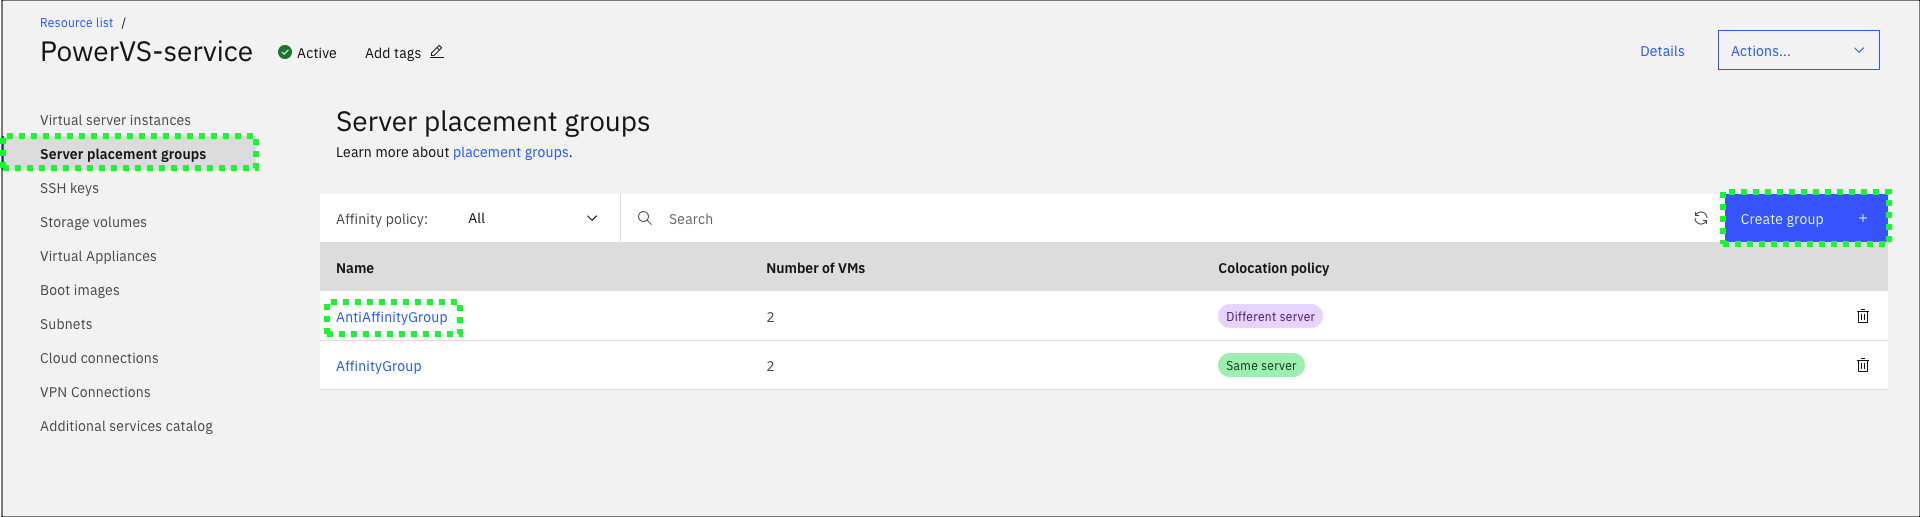 Resource list /
PowerVS-service Active Add tags Details Actions...
Virtual server instances
Server placement groups
SSH keys
Storage volumes
Virtual Appliances
Boot images
Subnets
Cloud connections
VPN Connections
Additional services catalog
Server placement groups
Learn more about placement groups.
Affinity policy: All Search Create group +
Name Number of VMs Colocation policy
AntiAffinityGroup 2 Different server
AffinityGroup 2 Same server